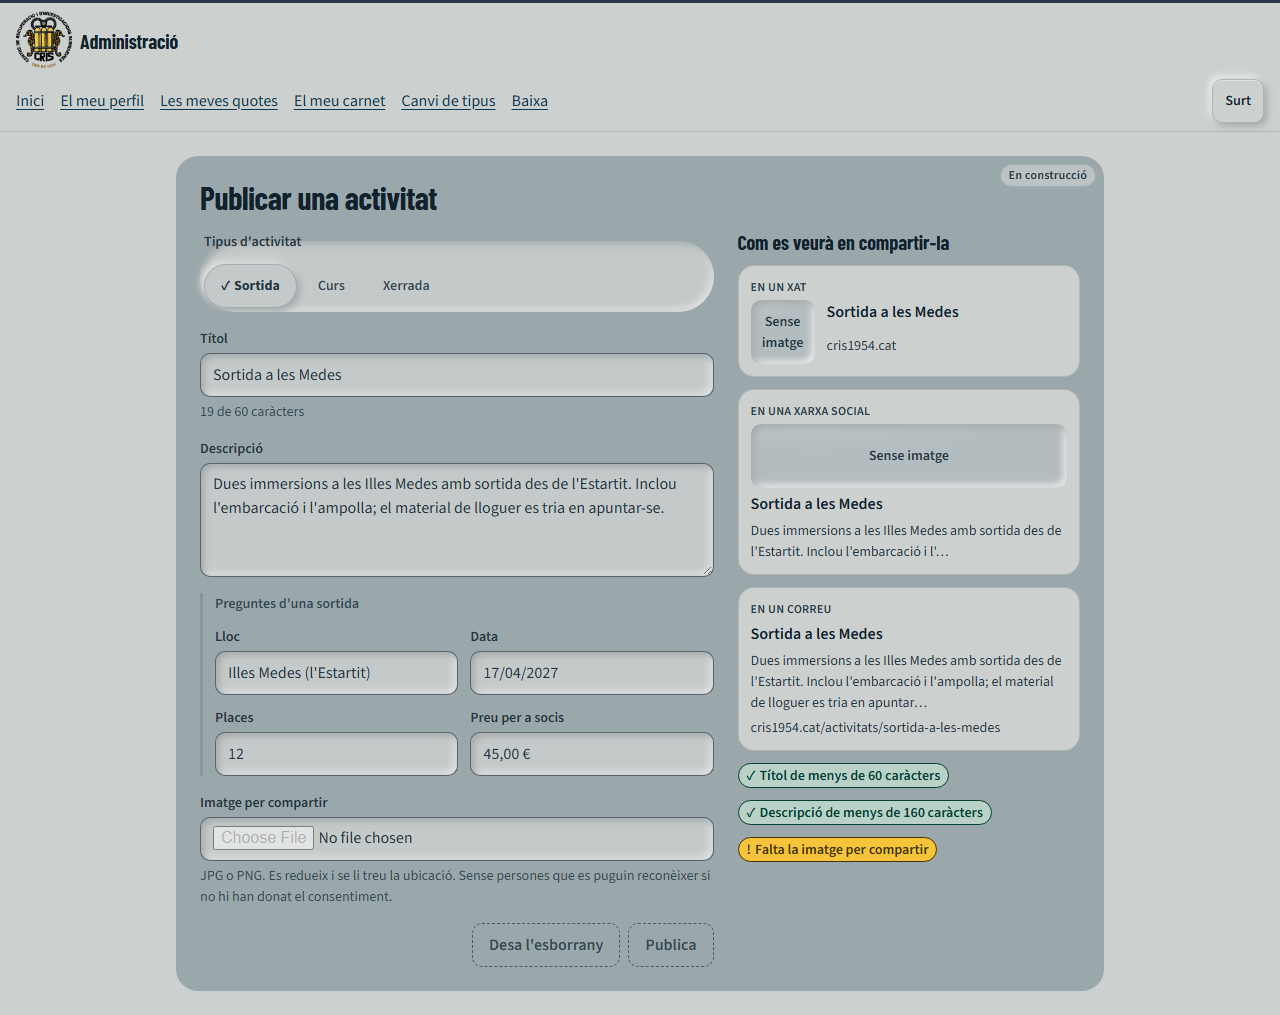 CENTRE DE RECUPERACIÓ I D'INVESTIGACIONS SUBMARINES
CRIS
Administració
Inici El meu perfil Les meves quotes El meu carnet Canvi de tipus Baixa
Surt
En construcció
Publicar una activitat
Tipus d'activitat
✓ Sortida Curs Xerrada
Títol
Sortida a les Medes
19 de 60 caràcters
Descripció
Dues immersions a les Illes Medes amb sortida des de l'Estartit. Inclou
l'embarcació i l'ampolla; el material de lloguer es tria en apuntar-se.
Preguntes d'una sortida
Lloc Data
Illes Medes (l'Estartit) 17/04/2027
Places Preu per a socis
12 45,00 €
Imatge per compartir
Choose File No file chosen
JPG o PNG. Es redueix i se li treu la ubicació. Sense persones que es puguin reconèixer si
no hi han donat el consentiment.
Desa l'esborrany Publica
Com es veurà en compartir-la
EN UN XAT
Sense
imatge
Sortida a les Medes
cris1954.cat
EN UNA XARXA SOCIAL
Sense imatge
Sortida a les Medes
Dues immersions a les Illes Medes amb sortida des de
l'Estartit. Inclou l'embarcació i l'…
EN UN CORREU
Sortida a les Medes
Dues immersions a les Illes Medes amb sortida des de
l'Estartit. Inclou l'embarcació i l'ampolla; el material
de lloguer es tria en apuntar…
cris1954.cat/activitats/sortida-a-les-medes
✓ Títol de menys de 60 caràcters
✓ Descripció de menys de 160 caràcters
! Falta la imatge per compartir